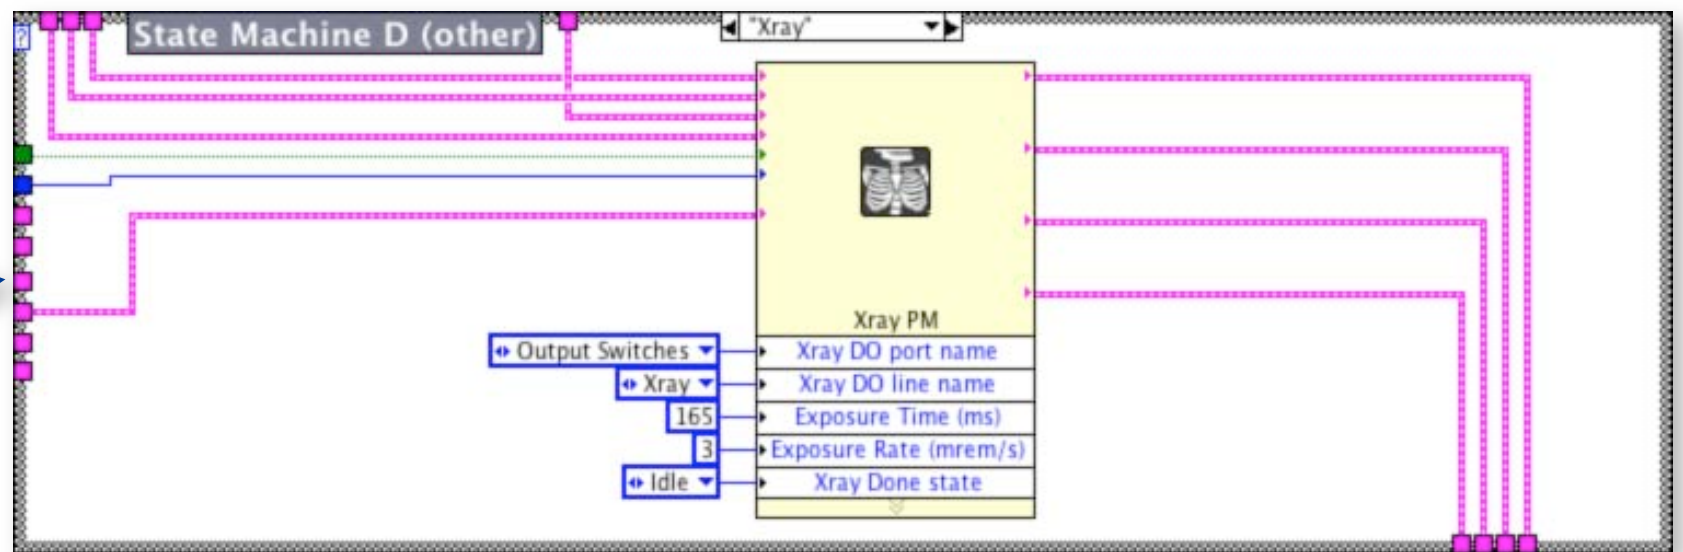 State Machine D (other)
"Xray"
?
Xray PM
Output Switches
Xray DO port name
Xray
Xray DO line name
165
Exposure Time (ms)
3
Exposure Rate (mrem/s)
Idle
Xray Done state